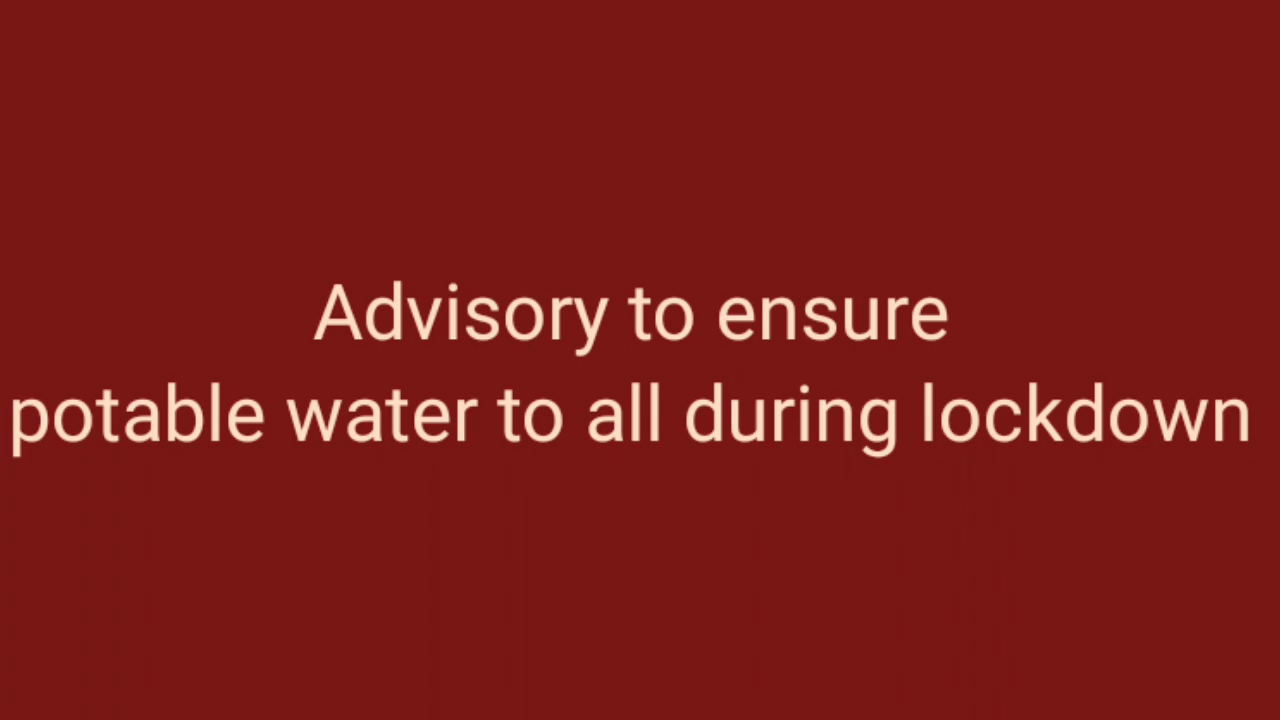 Advisory to ensure
potable water to all during lockdown